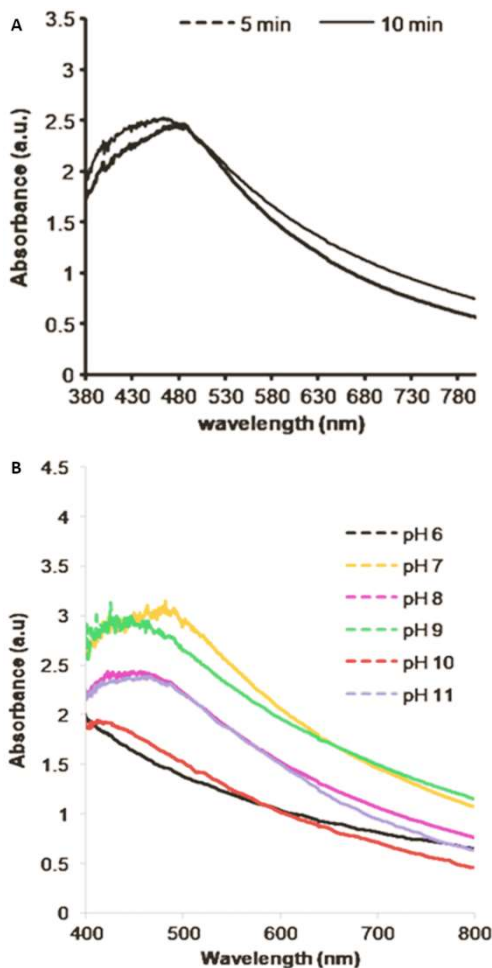 A
5 min 10 min
3.5
3
2.5
2
1.5
1
0.5
0
Absorbance (a.u.)
380 430 480 530 580 630 680 730 780
wavelength (nm)
B
4.5
4
3.5
3
2.5
2
1.5
1
0.5
0
Absorbance (a.u)
pH 6
pH 7
pH 8
pH 9
pH 10
pH 11
400 500 600 700 800
Wavelength (nm)